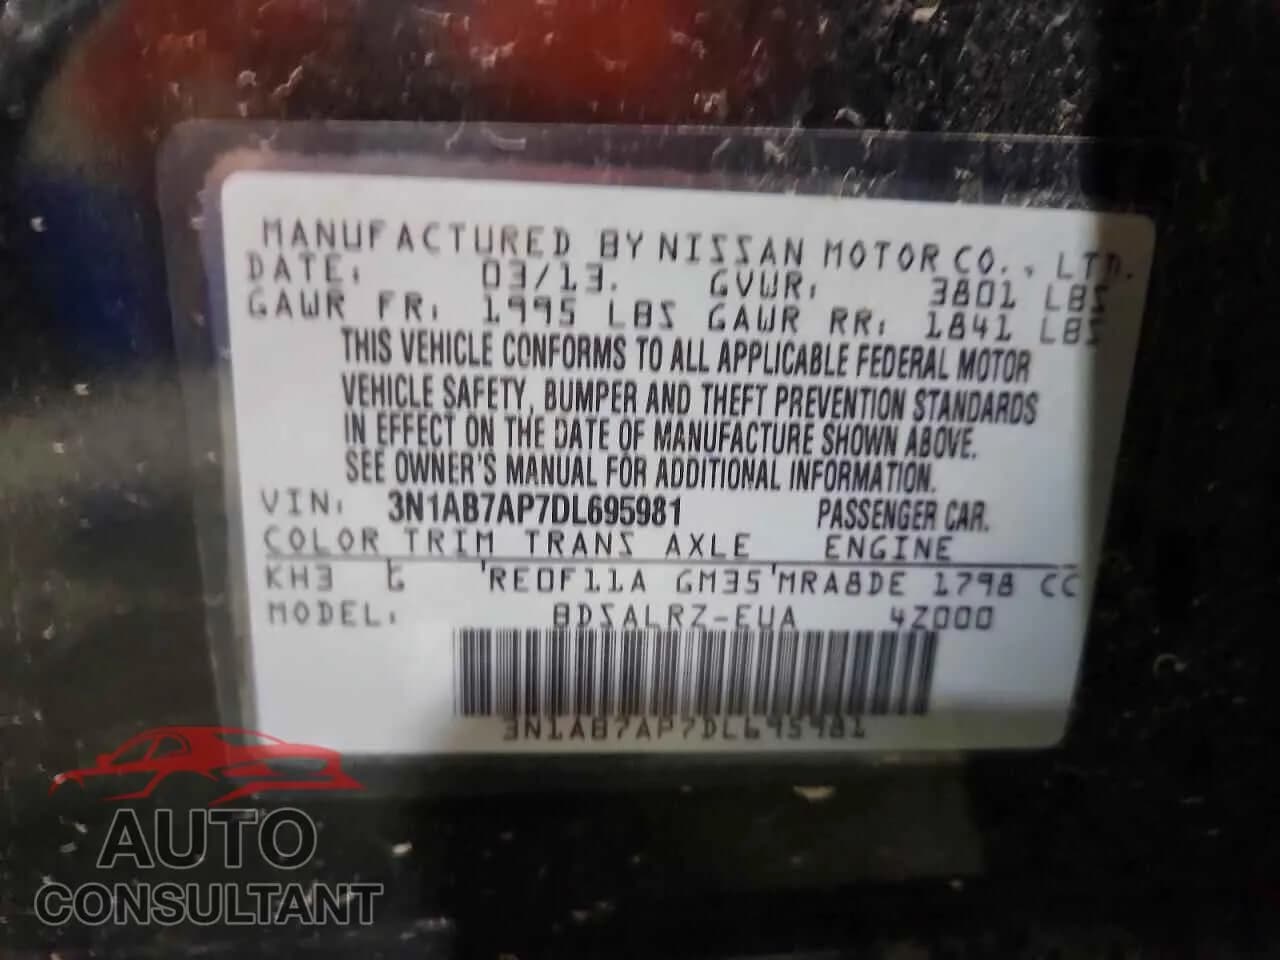 MANUFACTURED BY NISSAN MOTOR CO., LTD.
DATE: 03/13. GVWR: 3801 LBS
GAWR FR: 1995 LBS GAWR RR: 1841 LBS
THIS VEHICLE CONFORMS TO ALL APPLICABLE FEDERAL MOTOR
VEHICLE SAFETY, BUMPER AND THEFT PREVENTION STANDARDS
IN EFFECT ON THE DATE OF MANUFACTURE SHOWN ABOVE.
SEE OWNER'S MANUAL FOR ADDITIONAL INFORMATION.
VIN: 3N1AB7AP7DL695981 PASSENGER CAR.
COLOR TRIM TRANS AXLE ENGINE
KH3 G RE0F11A GM35 MRA8DE 1798 CC
MODEL: BDSALRZ-EUA 4Z000
3N1AB7AP7DL695981
AUTO
CONSULTANT